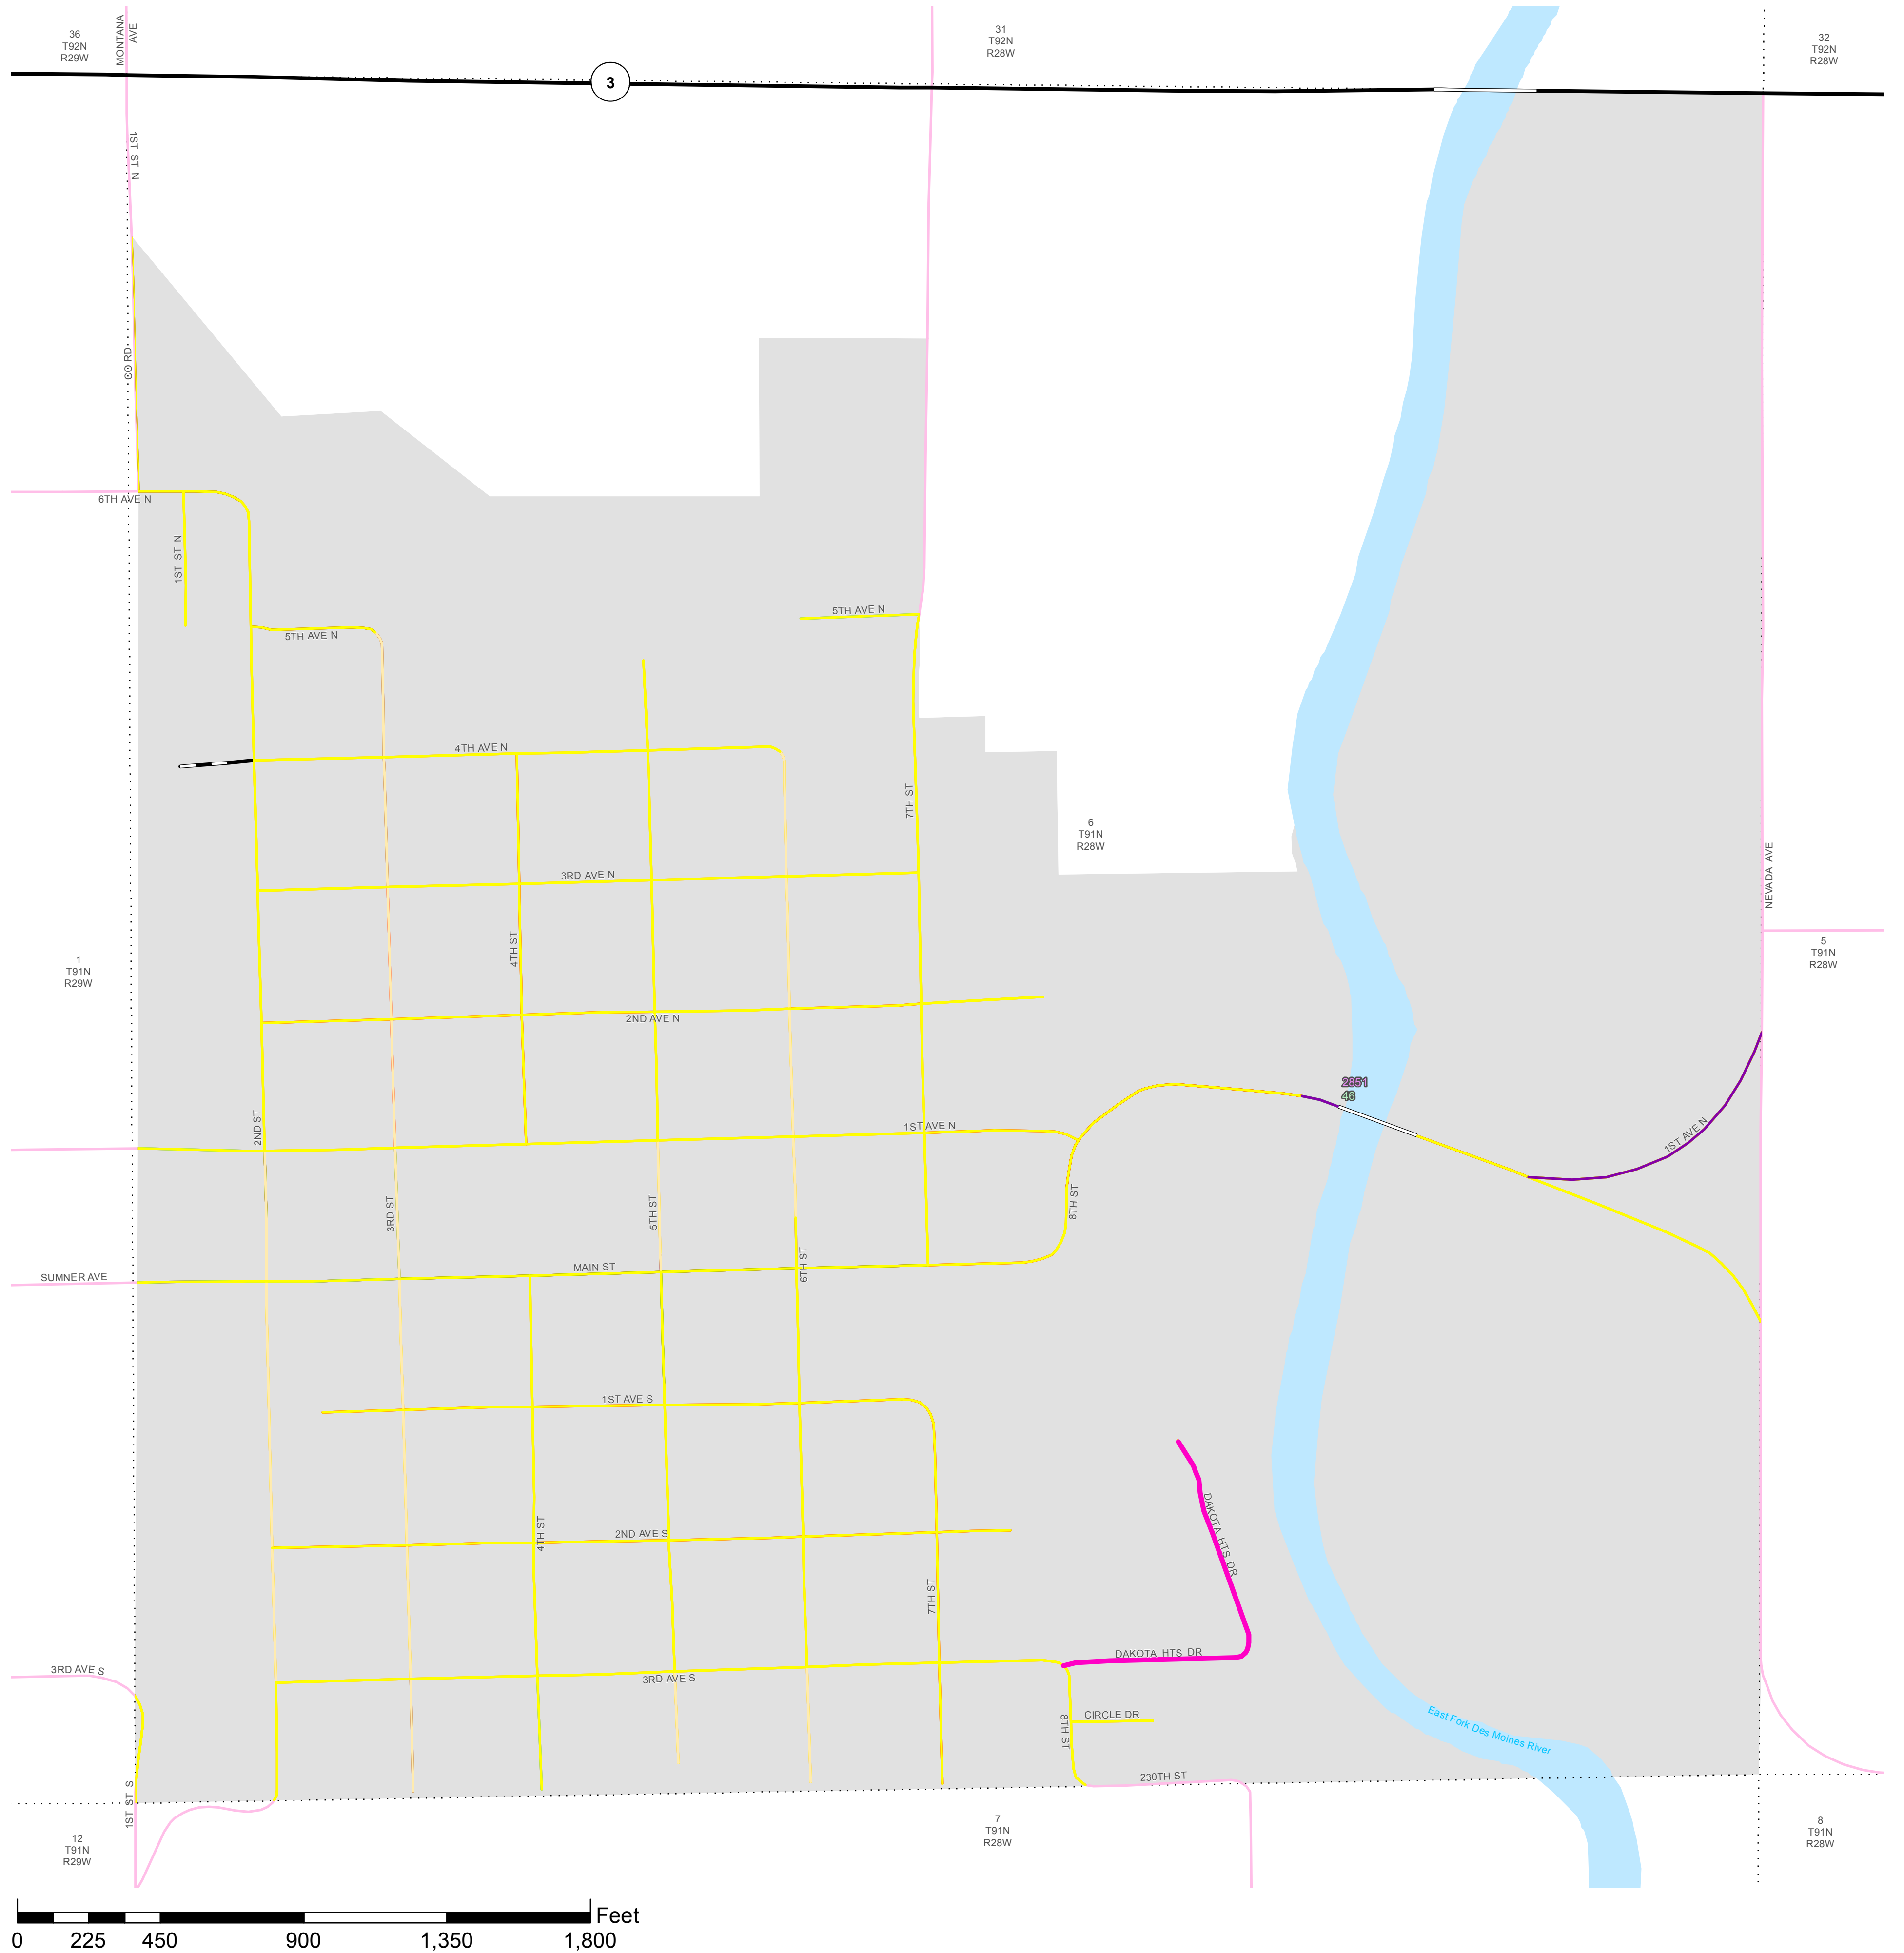 36
T92N
R29W
MONTANA
AVE
31
T92N
R28W
32
T92N
R28W
3
1ST ST N
CO RD
6TH AVE N
1ST ST N
5TH AVE N
5TH AVE N
4TH AVE N
7TH ST
6
T91N
R28W
NEVADA AVE
3RD AVE N
4TH ST
1
T91N
R29W
5
T91N
R28W
2ND AVE N
2851
46
2ND ST
1ST AVE N
1ST AVE N
3RD ST
5TH ST
8TH ST
6TH ST
SUMNER AVE
MAIN ST
1ST AVE S
DAKOTA HTS DR
2ND AVE S
4TH ST
7TH ST
DAKOTA HTS DR
3RD AVE S
3RD AVE S
CIRCLE DR
8TH ST
East Fork Des Moines River
230TH ST
1ST ST S
12
T91N
R29W
7
T91N
R28W
8
T91N
R28W
Feet
0 225 450 900 1,350 1,800